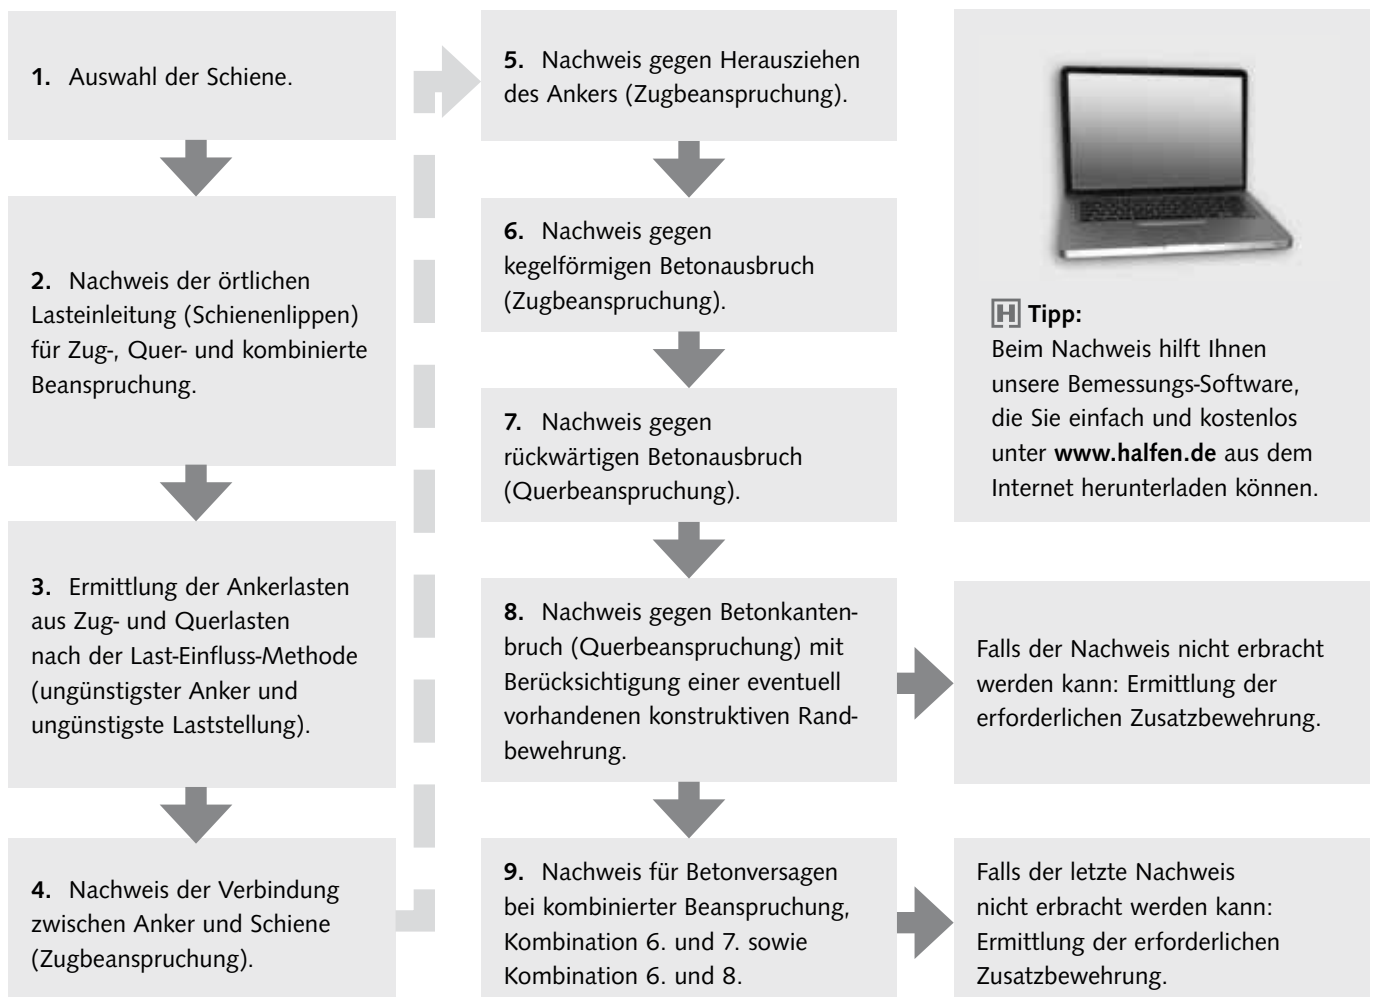 1. Auswahl der Schiene.
2. Nachweis der örtlichen
Lasteinleitung (Schienenlippen)
für Zug-, Quer- und kombinierte
Beanspruchung.
3. Ermittlung der Ankerlasten
aus Zug- und Querlasten
nach der Last-Einfluss-Methode
(ungünstigster Anker und
ungünstigste Laststellung).
4. Nachweis der Verbindung
zwischen Anker und Schiene
(Zugbeanspruchung).
5. Nachweis gegen Herausziehen
des Ankers (Zugbeanspruchung).
6. Nachweis gegen
kegelförmigen Betonausbruch
(Zugbeanspruchung).
7. Nachweis gegen
rückwärtigen Betonausbruch
(Querbeanspruchung).
8. Nachweis gegen Betonkanten-
bruch (Querbeanspruchung) mit
Berücksichtigung einer eventuell
vorhandenen konstruktiven Rand-
bewehrung.
Falls der Nachweis nicht erbracht
werden kann: Ermittlung der
erforderlichen Zusatzbewehrung.
9. Nachweis für Betonversagen
bei kombinierter Beanspruchung,
Kombination 6. und 7. sowie
Kombination 6. und 8.
Falls der letzte Nachweis
nicht erbracht werden kann:
Ermittlung der erforderlichen
Zusatzbewehrung.
H Tipp:
Beim Nachweis hilft Ihnen
unsere Bemessungs-Software,
die Sie einfach und kostenlos
unter www.halfen.de aus dem
Internet herunterladen können.